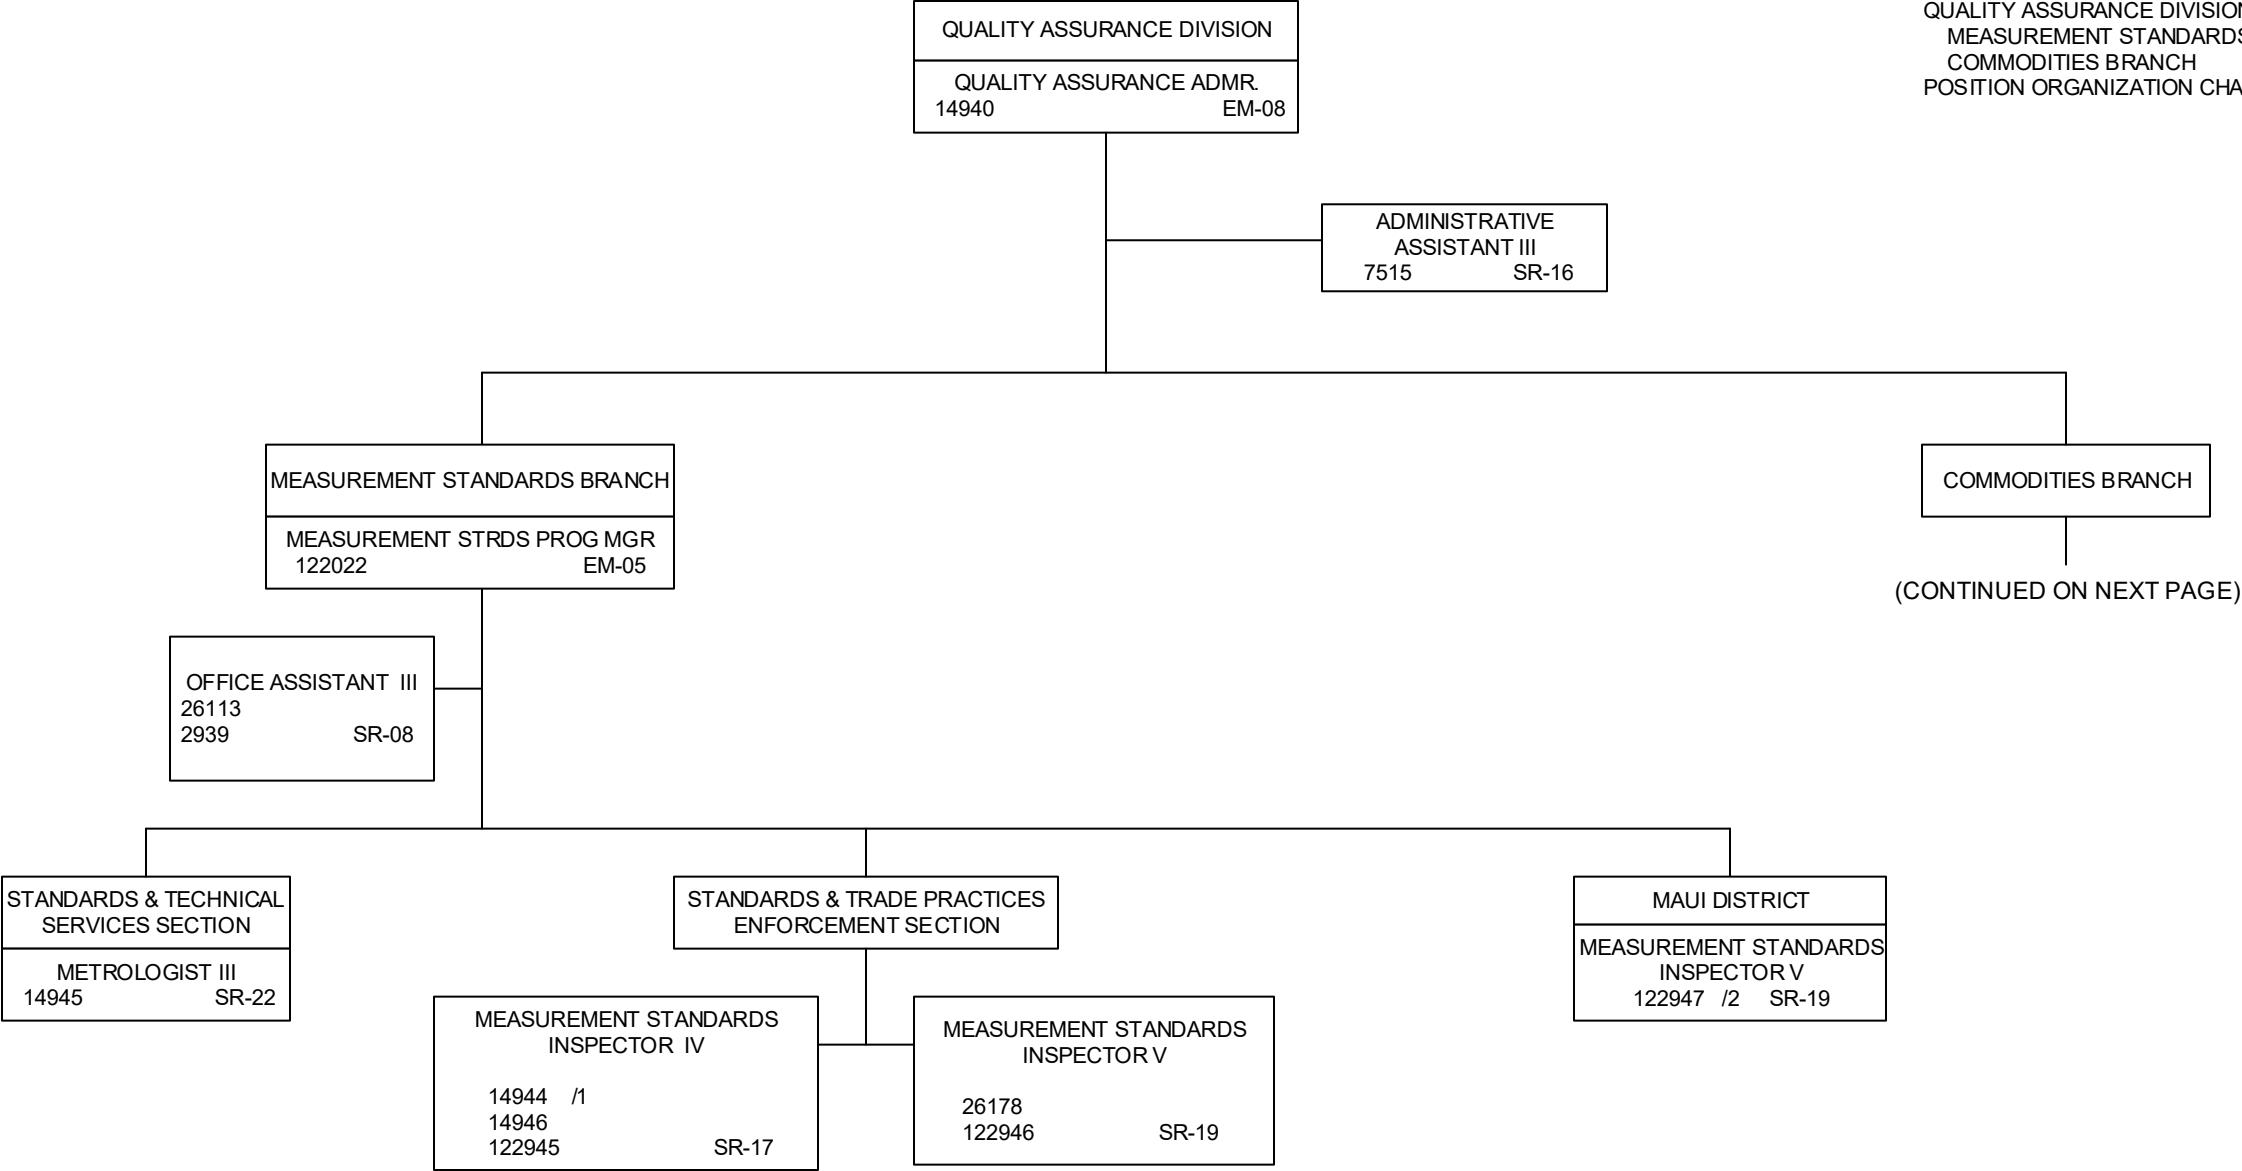 QUALITY ASSURANCE DIVISION
QUALITY ASSURANCE ADMR.
14940 EM-08
QUALITY ASSURANCE DIVISION
MEASUREMENT STANDARDS
COMMODITIES BRANCH
POSITION ORGANIZATION CHA
ADMINISTRATIVE
ASSISTANT III
7515 SR-16
MEASUREMENT STANDARDS BRANCH
MEASUREMENT STRDS PROG MGR
122022 EM-05
COMMODITIES BRANCH
(CONTINUED ON NEXT PAGE)
OFFICE ASSISTANT III
26113
2939 SR-08
STANDARDS & TECHNICAL
SERVICES SECTION
METROLOGIST III
14945 SR-22
STANDARDS & TRADE PRACTICES
ENFORCEMENT SECTION
MEASUREMENT STANDARDS
INSPECTOR IV
14944 /1
14946
122945 SR-17
MEASUREMENT STANDARDS
INSPECTOR V
26178
122946 SR-19
MAUI DISTRICT
MEASUREMENT STANDARDS
INSPECTOR V
122947 /2 SR-19